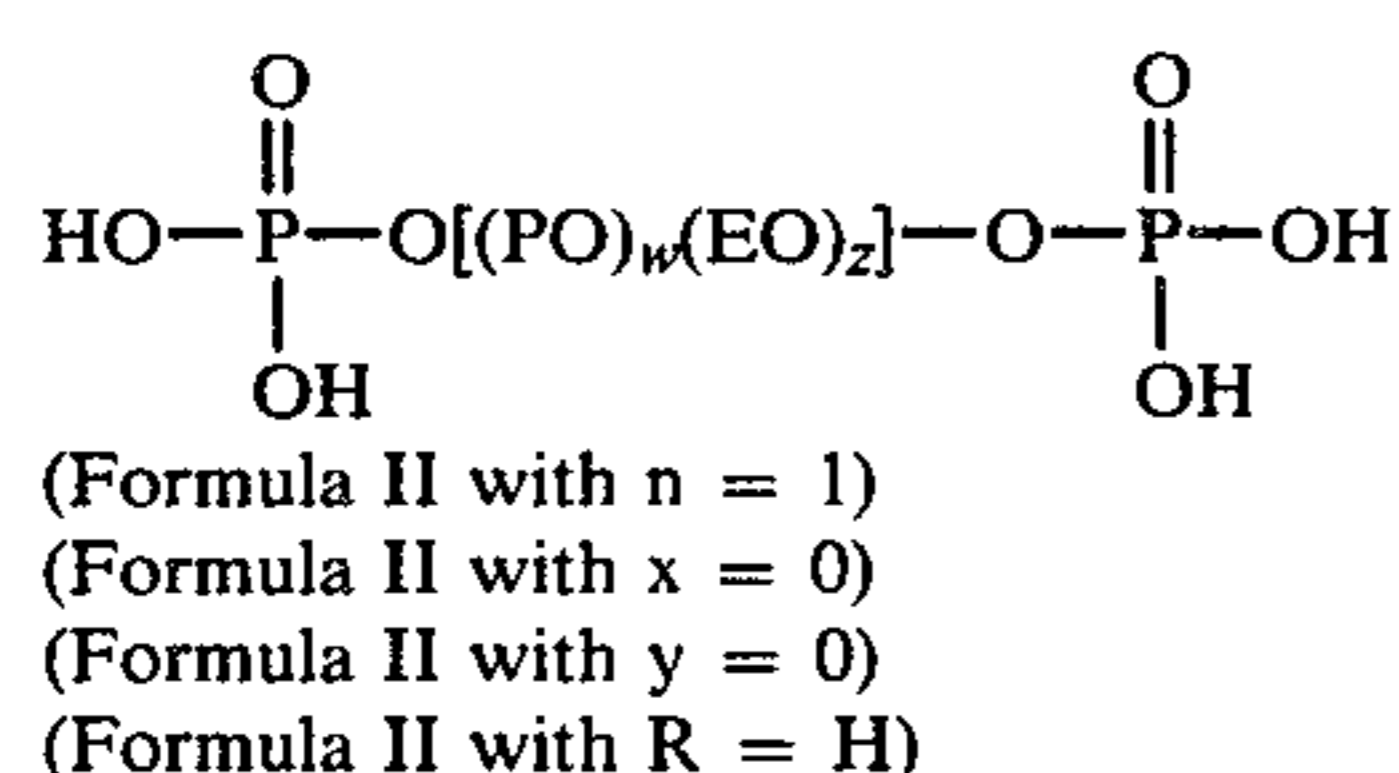 O O
HO—P—O[(PO)w(EO)z]—O—P—OH
OH OH
(Formula II with n = 1)
(Formula II with x = 0)
(Formula II with y = 0)
(Formula II with R = H)